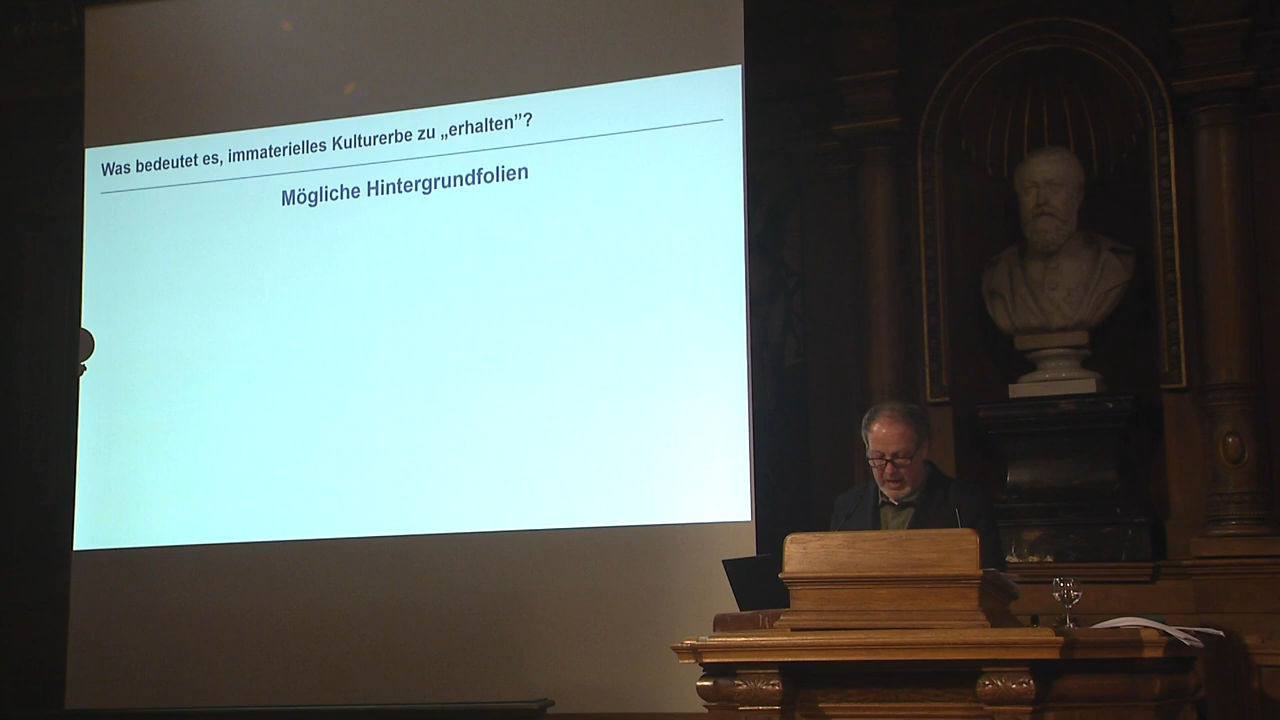 Was bedeutet es, immaterielles Kulturerbe zu „erhalten”?
Mögliche Hintergrundfolien